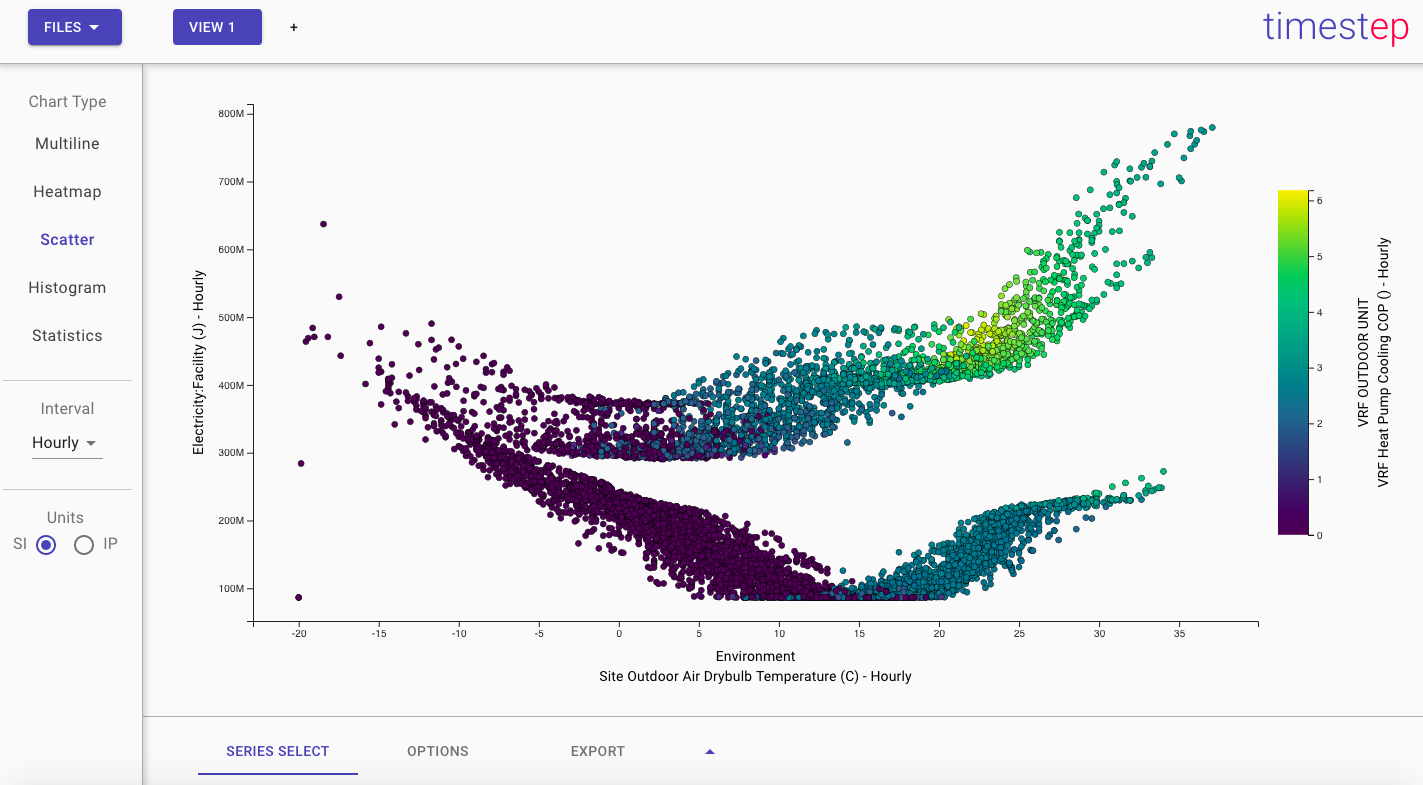 FILES
VIEW 1
+
timestep
Chart Type
Multiline
Heatmap
Scatter
Histogram
Statistics
Interval
Hourly
Units
SI
IP
Electricity:Facility (J) - Hourly
800M
700M
600M
500M
400M
300M
200M
100M
-20
-15
-10
-5
0
5
10
15
20
25
30
35
Environment
Site Outdoor Air Drybulb Temperature (C) - Hourly
6
5
4
3
2
1
0
VRF OUTDOOR UNIT
VRF Heat Pump Cooling COP () - Hourly
SERIES SELECT
OPTIONS
EXPORT